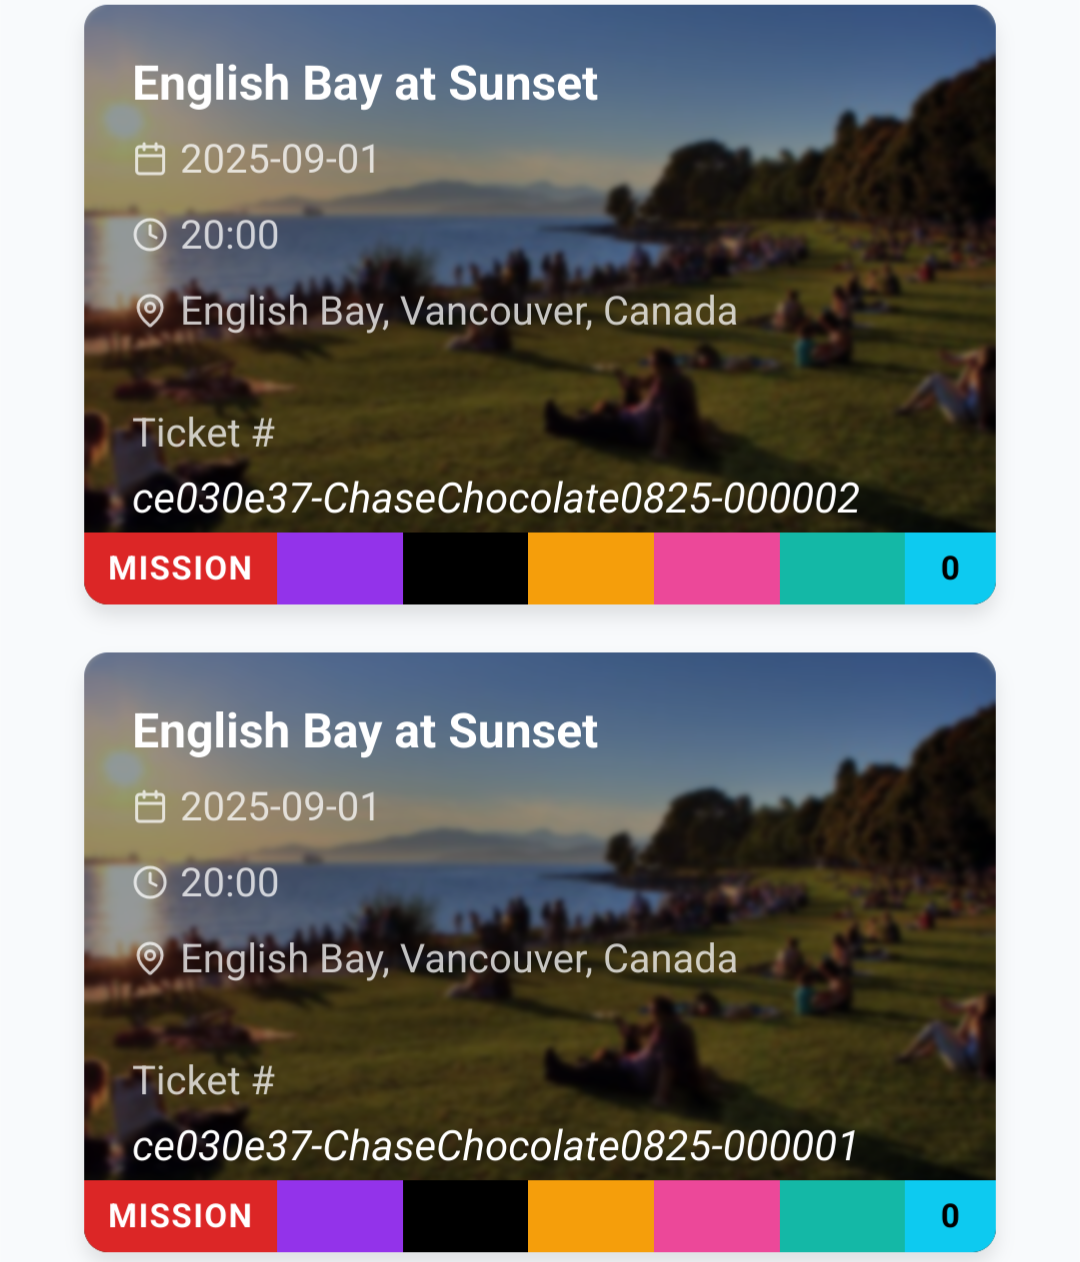 English Bay at Sunset
2025-09-01
20:00
English Bay, Vancouver, Canada
Ticket #
ce030e37-ChaseChocolate0825-000002
MISSION 0
English Bay at Sunset
2025-09-01
20:00
English Bay, Vancouver, Canada
Ticket #
ce030e37-ChaseChocolate0825-000001
MISSION 0